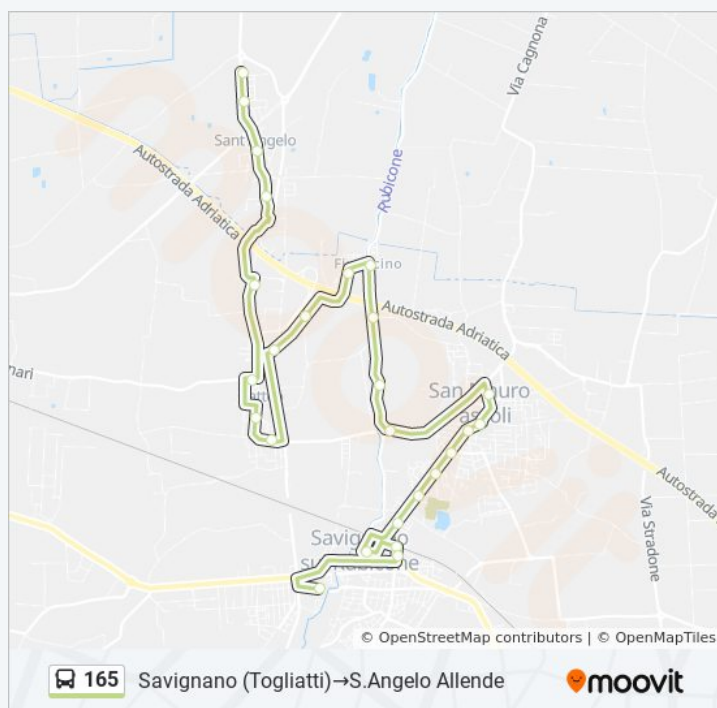 Via Cagnona
Sant'Angelo
Autostrada Adriatica
Rubicone
Autostrada Adriatica
San Mauro
Autostrada
Via Stradone
© OpenStreetMap contributors | © OpenMapTiles
165
Savignano (Togliatti)→S.Angelo Allende
moovit